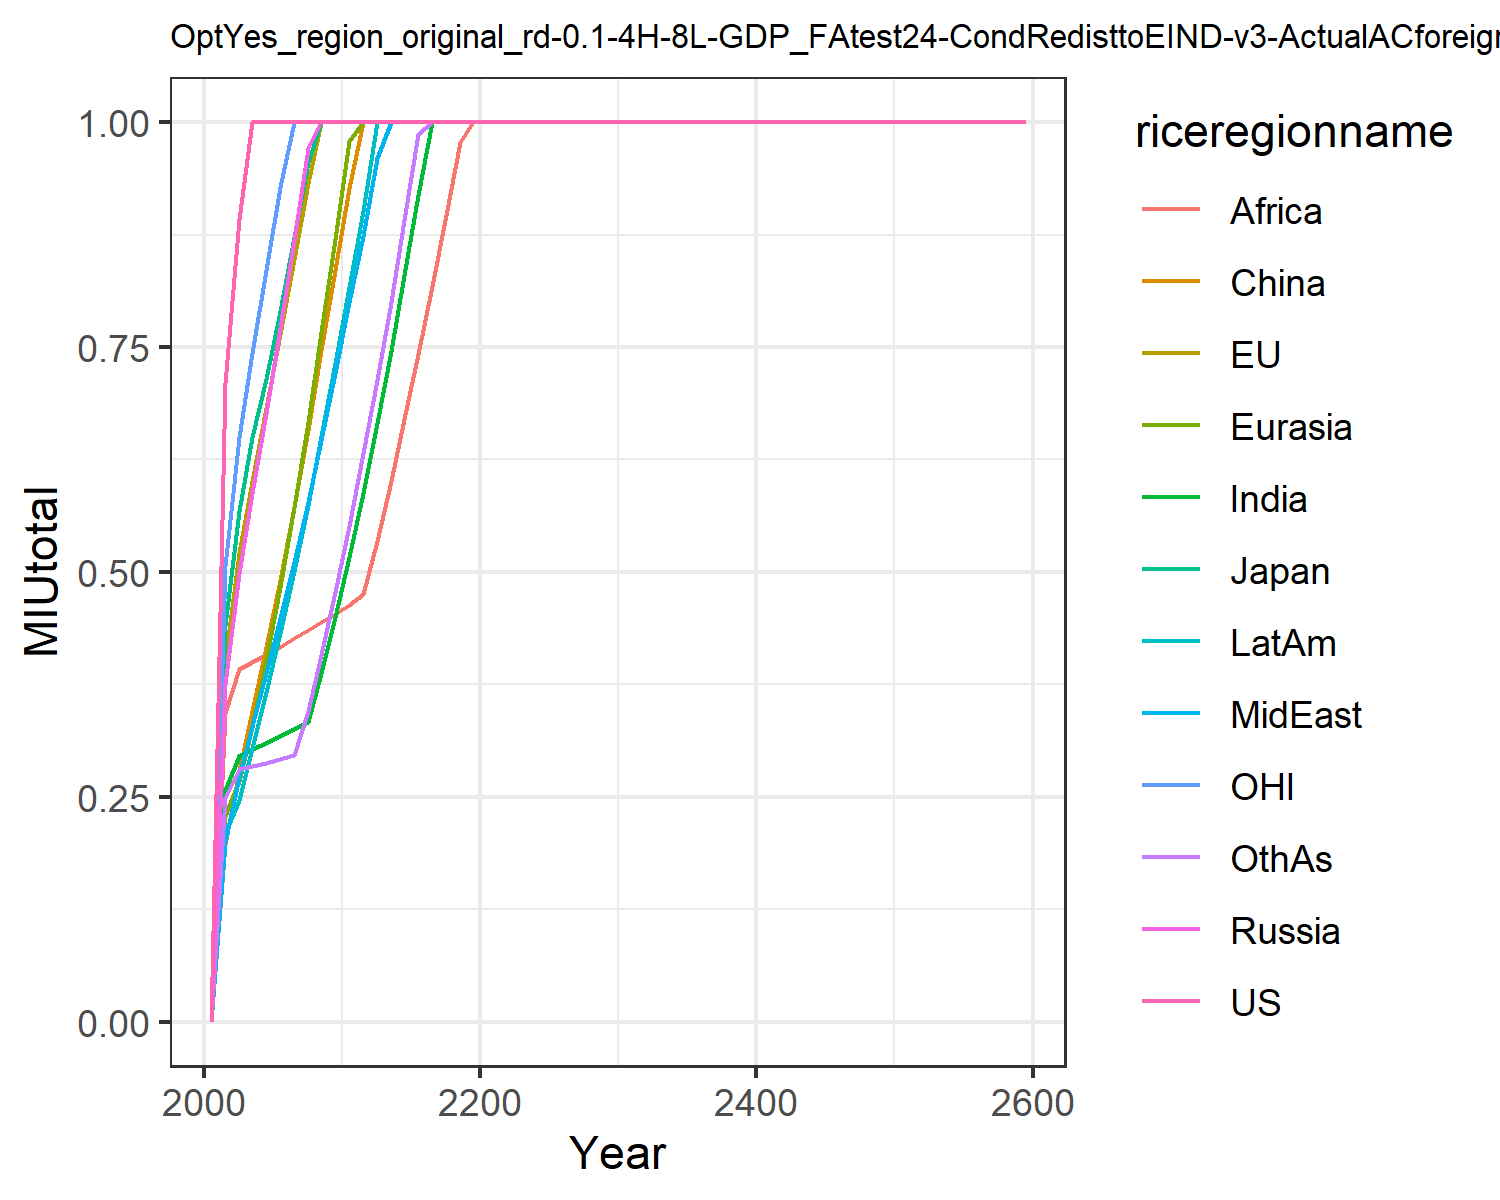 OptYes_region_original_rd-0.1-4H-8L-GDP_FAtest24-CondRedisttoEIND-v3-ActualACforeign
riceregionname
Africa
China
EU
Eurasia
India
Japan
LatAm
MidEast
OHI
OthAs
Russia
US
MIUtotal
1.00
0.75
0.50
0.25
0.00
2000
2200
2400
2600
Year